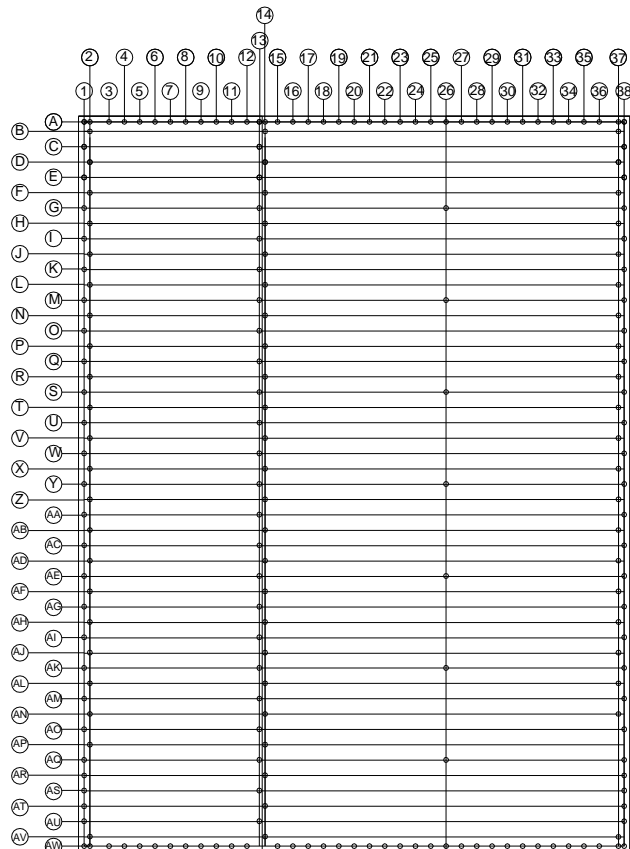 14
13
2 4 6 8 10 12 15 17 19 21 23 25 27 29 31 33 35 37
1 3 5 7 9 11 16 18 20 22 24 26 28 30 32 34 36 38
A
B
C
D
E
F
G
H
I
J
K
L
M
N
O
P
Q
R
S
T
U
V
W
X
Y
Z
AA
AB
AC
AD
AE
AF
AG
AH
AI
AJ
AK
AL
AM
AN
AO
AP
AQ
AR
AS
AT
AU
AV
AW